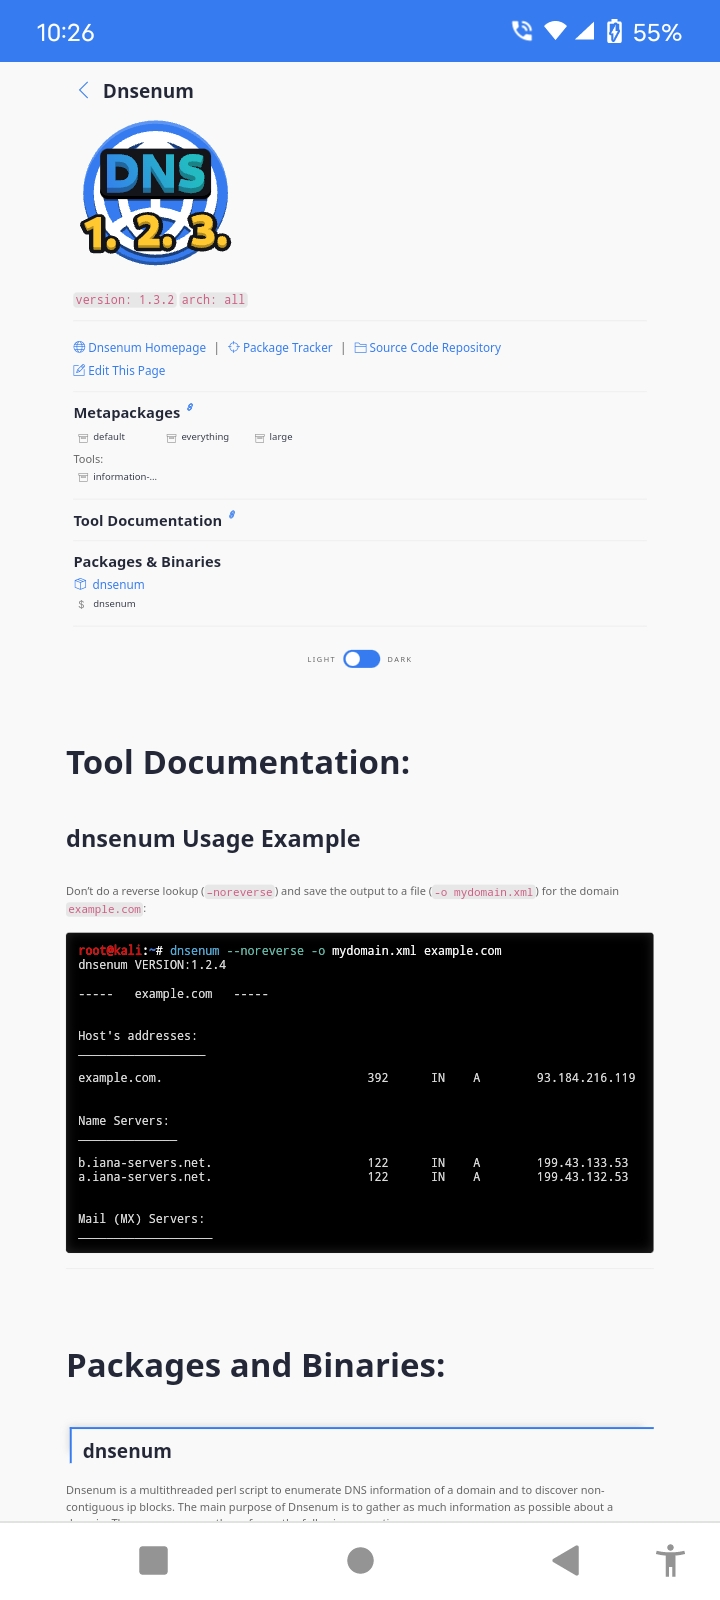 10:26 55%
Dnsenum
DNS
1. 2. 3.
version: 1.3.2 arch: all
Dnsenum Homepage | Package Tracker | Source Code Repository
Edit This Page
Metapackages
default everything large
Tools:
information-...
Tool Documentation
Packages & Binaries
dnsenum
$ dnsenum
LIGHT DARK
Tool Documentation:
dnsenum Usage Example
Don’t do a reverse lookup (–noreverse) and save the output to a file (-o mydomain.xml) for the domain
example.com:
root@kali:~# dnsenum --noreverse -o mydomain.xml example.com
dnsenum VERSION:1.2.4
----- example.com -----
Host's addresses:
__________________
example.com. 392 IN A 93.184.216.119
Name Servers:
______________
b.iana-servers.net. 122 IN A 199.43.133.53
a.iana-servers.net. 122 IN A 199.43.132.53
Mail (MX) Servers:
___________________
Packages and Binaries:
dnsenum
Dnsenum is a multithreaded perl script to enumerate DNS information of a domain and to discover non-
contiguous ip blocks. The main purpose of Dnsenum is to gather as much information as possible about a